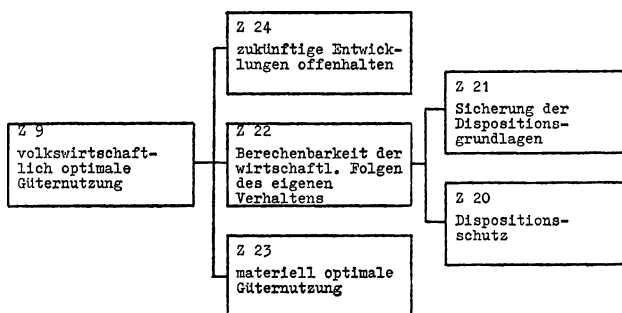 Z 24
zukünftige Entwick-
lungen offenhalten
Z 9
volkswirtschaft-
lich optimale
Güternutzung
Z 22
Berechenbarkeit der
wirtschaftl. Folgen
des eigenen
Verhaltens
Z 23
materiell optimale
Güternutzung
Z 21
Sicherung der
Dispositions-
grundlagen
Z 20
Dispositions-
schutz